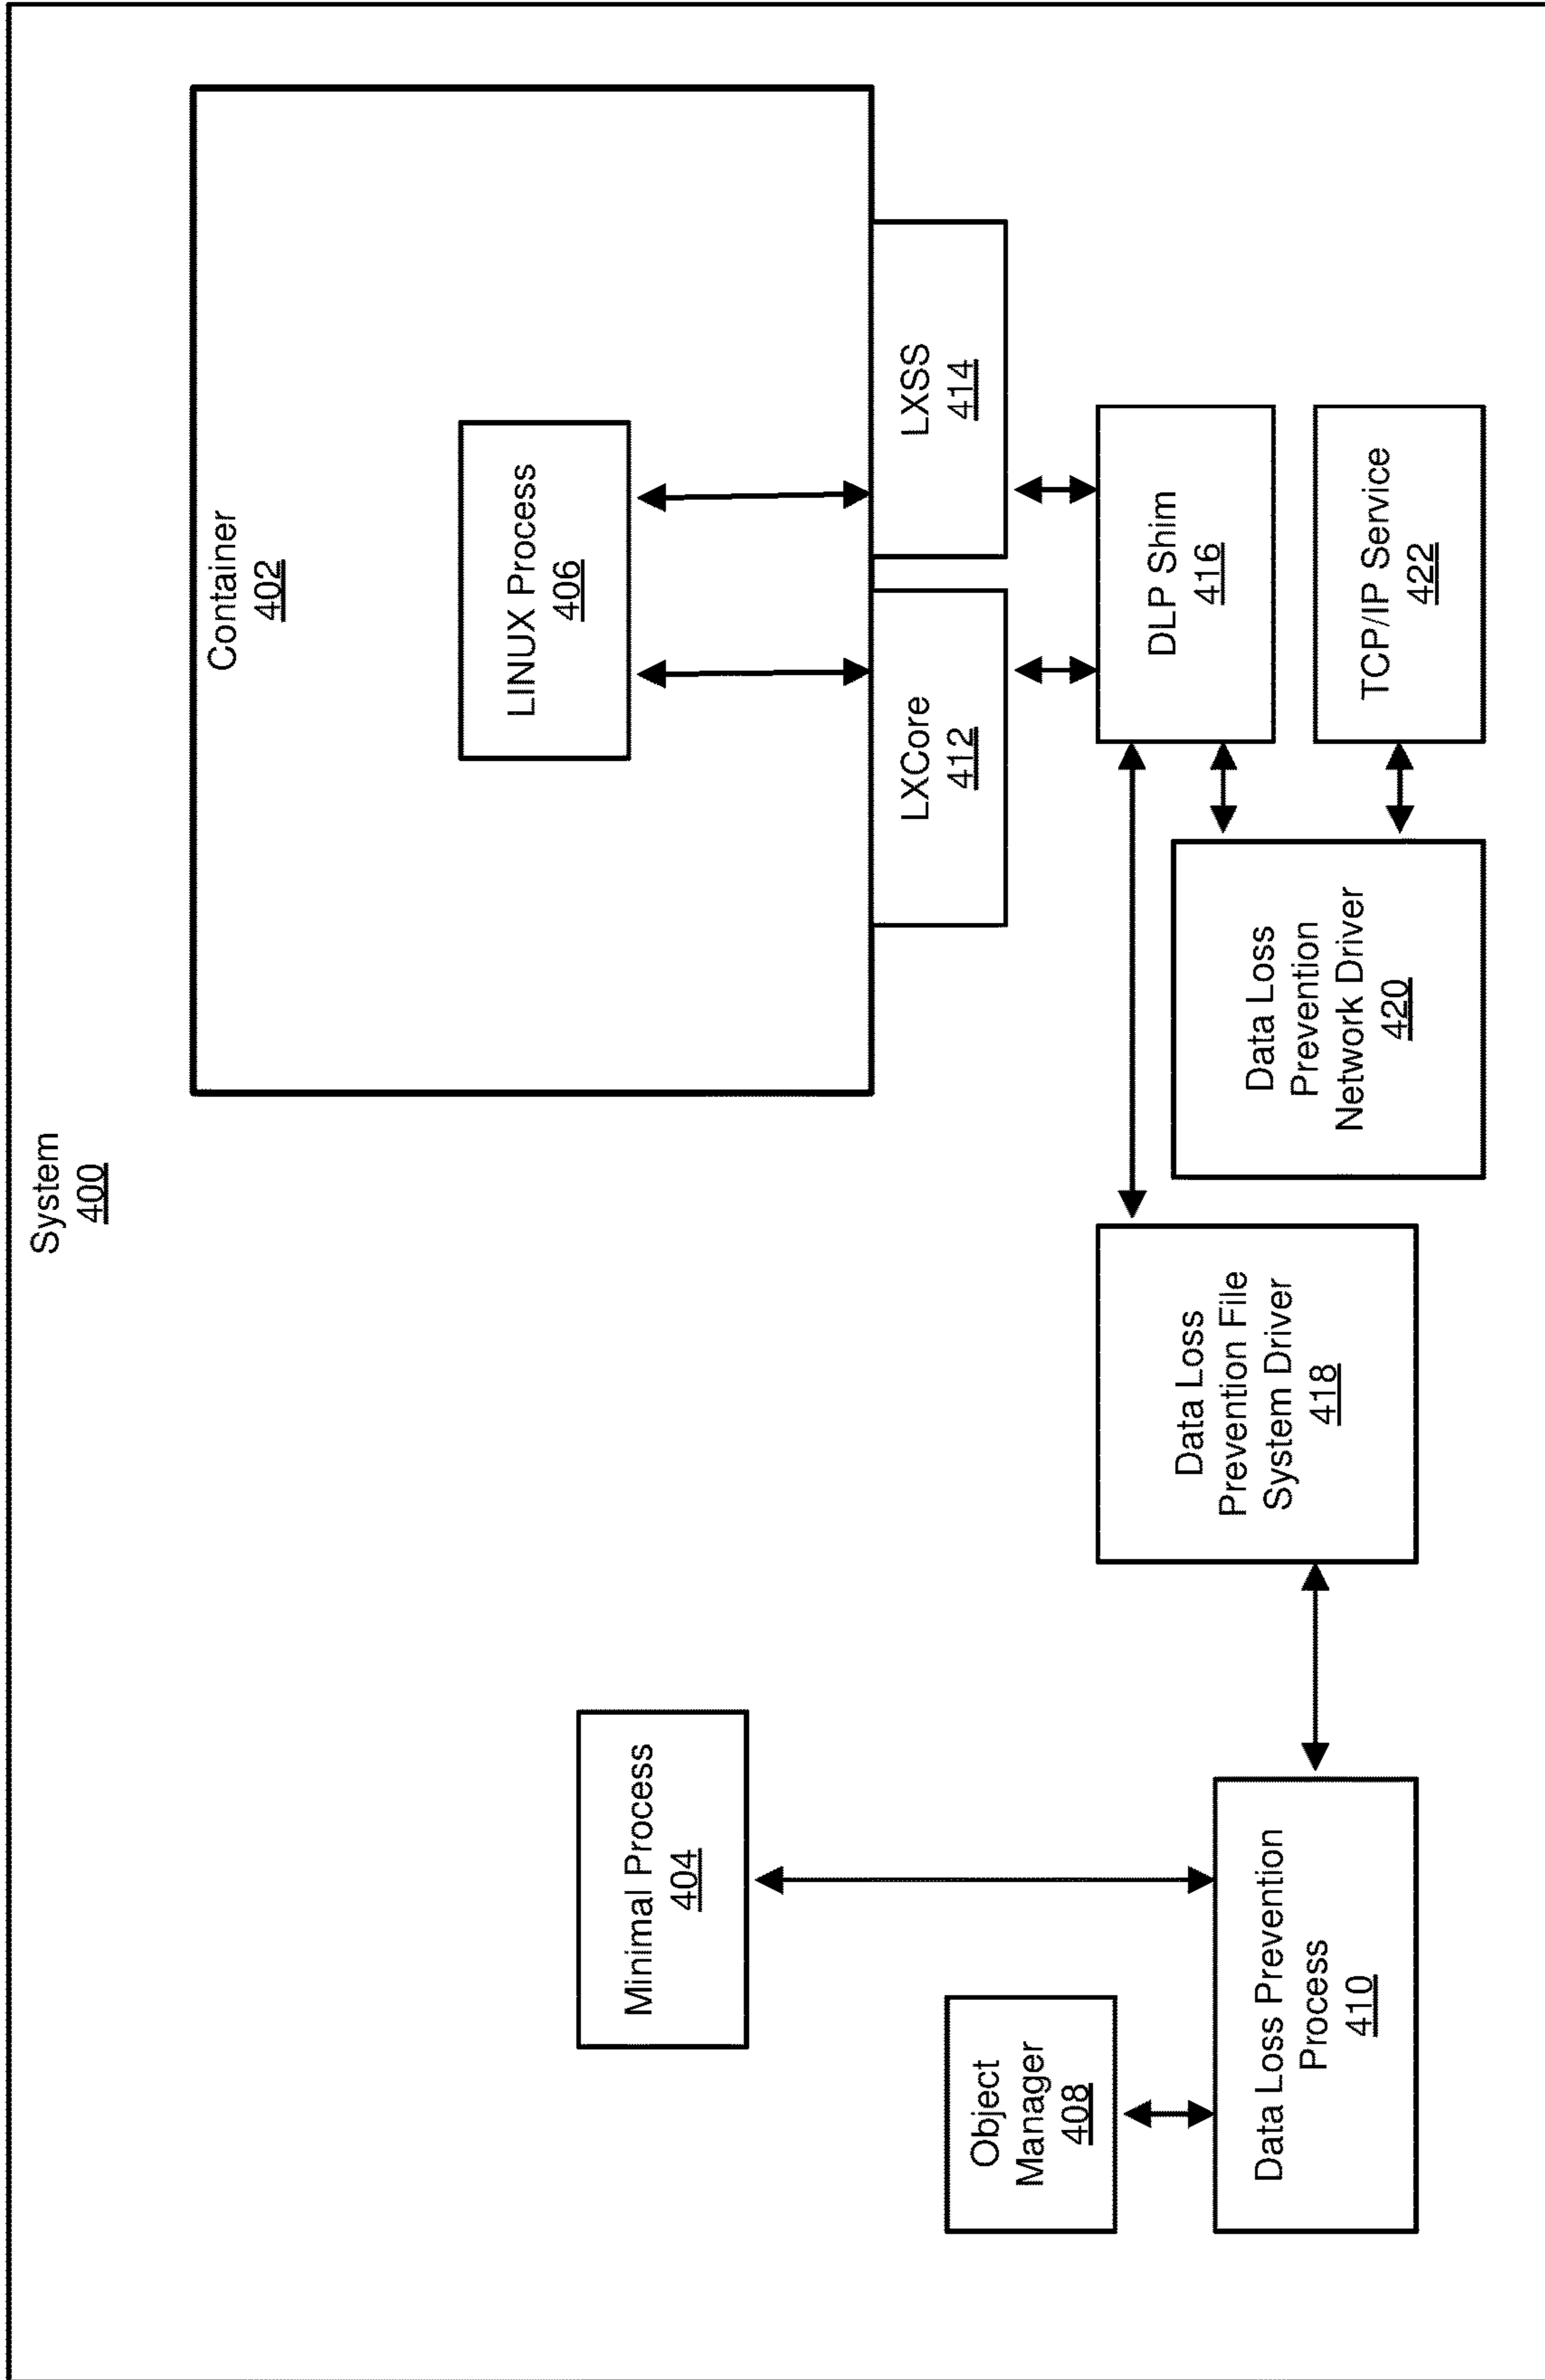 System
400
Container
402
LINUX Process
406
LXCore
412
LXSS
414
Minimal Process
404
Object
Manager
408
DLP Shim
416
Data Loss Prevention
Process
410
Data Loss
Prevention File
System Driver
418
Data Loss
Prevention
Network Driver
420
TCP/IP Service
422